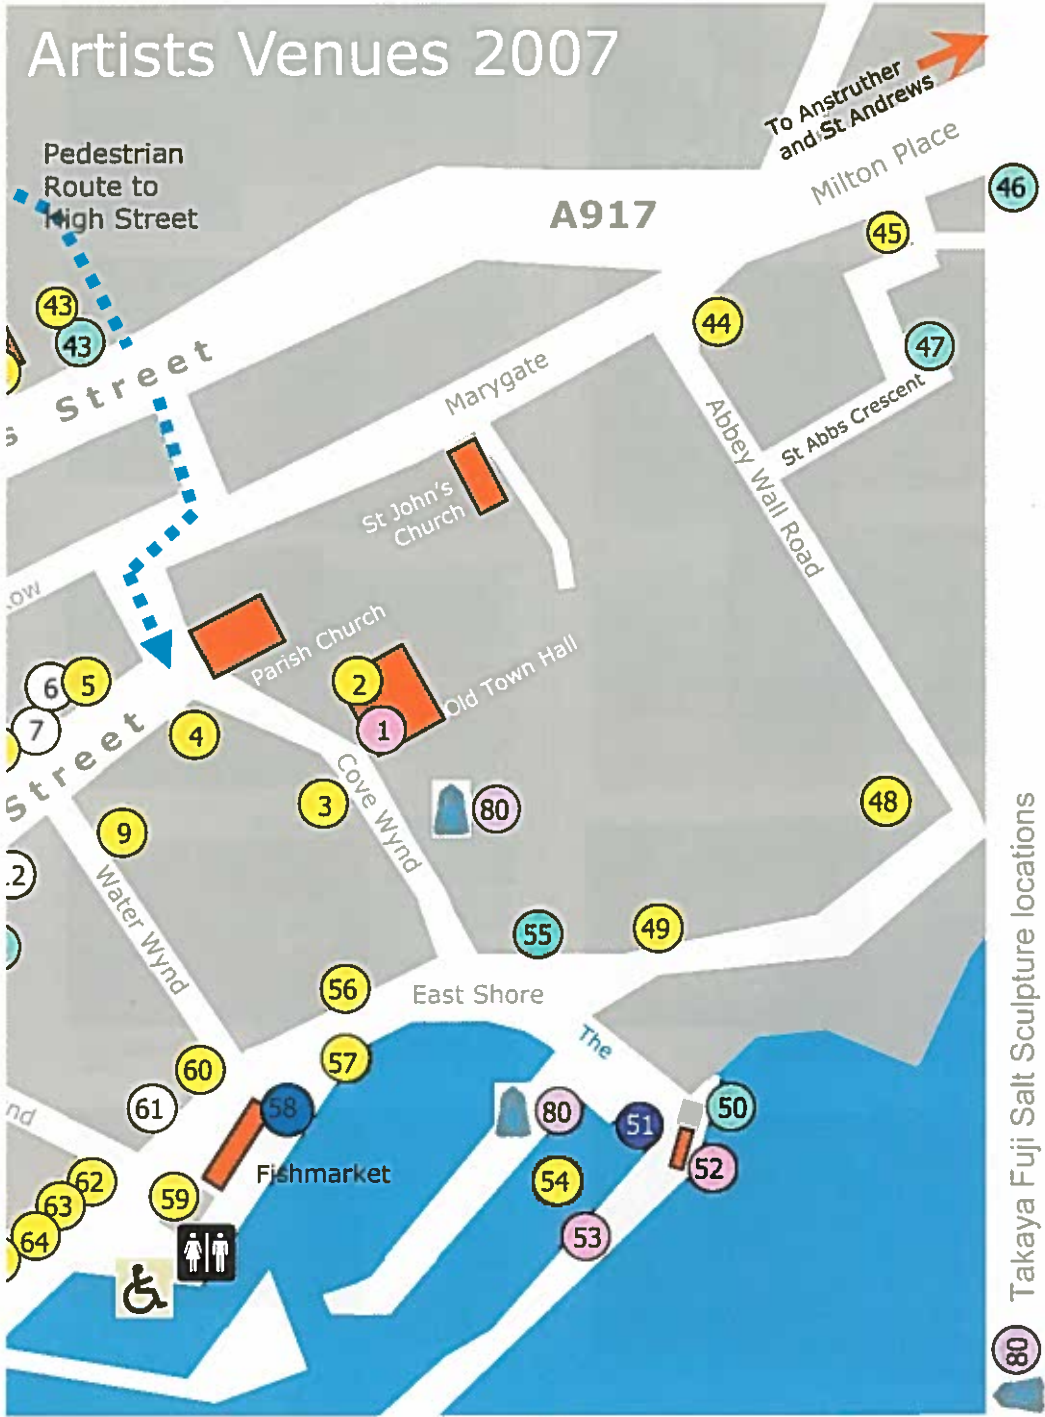 Artists Venues 2007
To Anstruther
and St Andrews
Pedestrian
Route to
High Street
Milton Place
A917
46
45
43
43
44
47
s Street
Marygate
Abbey Wall Road
St Abbs Crescent
St John's
Church
Parish Church
Old Town Hall
6
5
2
7
1
4
Street
Cove Wynd
3
80
48
9
Water Wynd
55
49
56
East Shore
The
57
60
61
58
80
51
50
52
Fishmarket
54
62
59
63
53
64
nd
Takaya Fuji Salt Sculpture locations
80